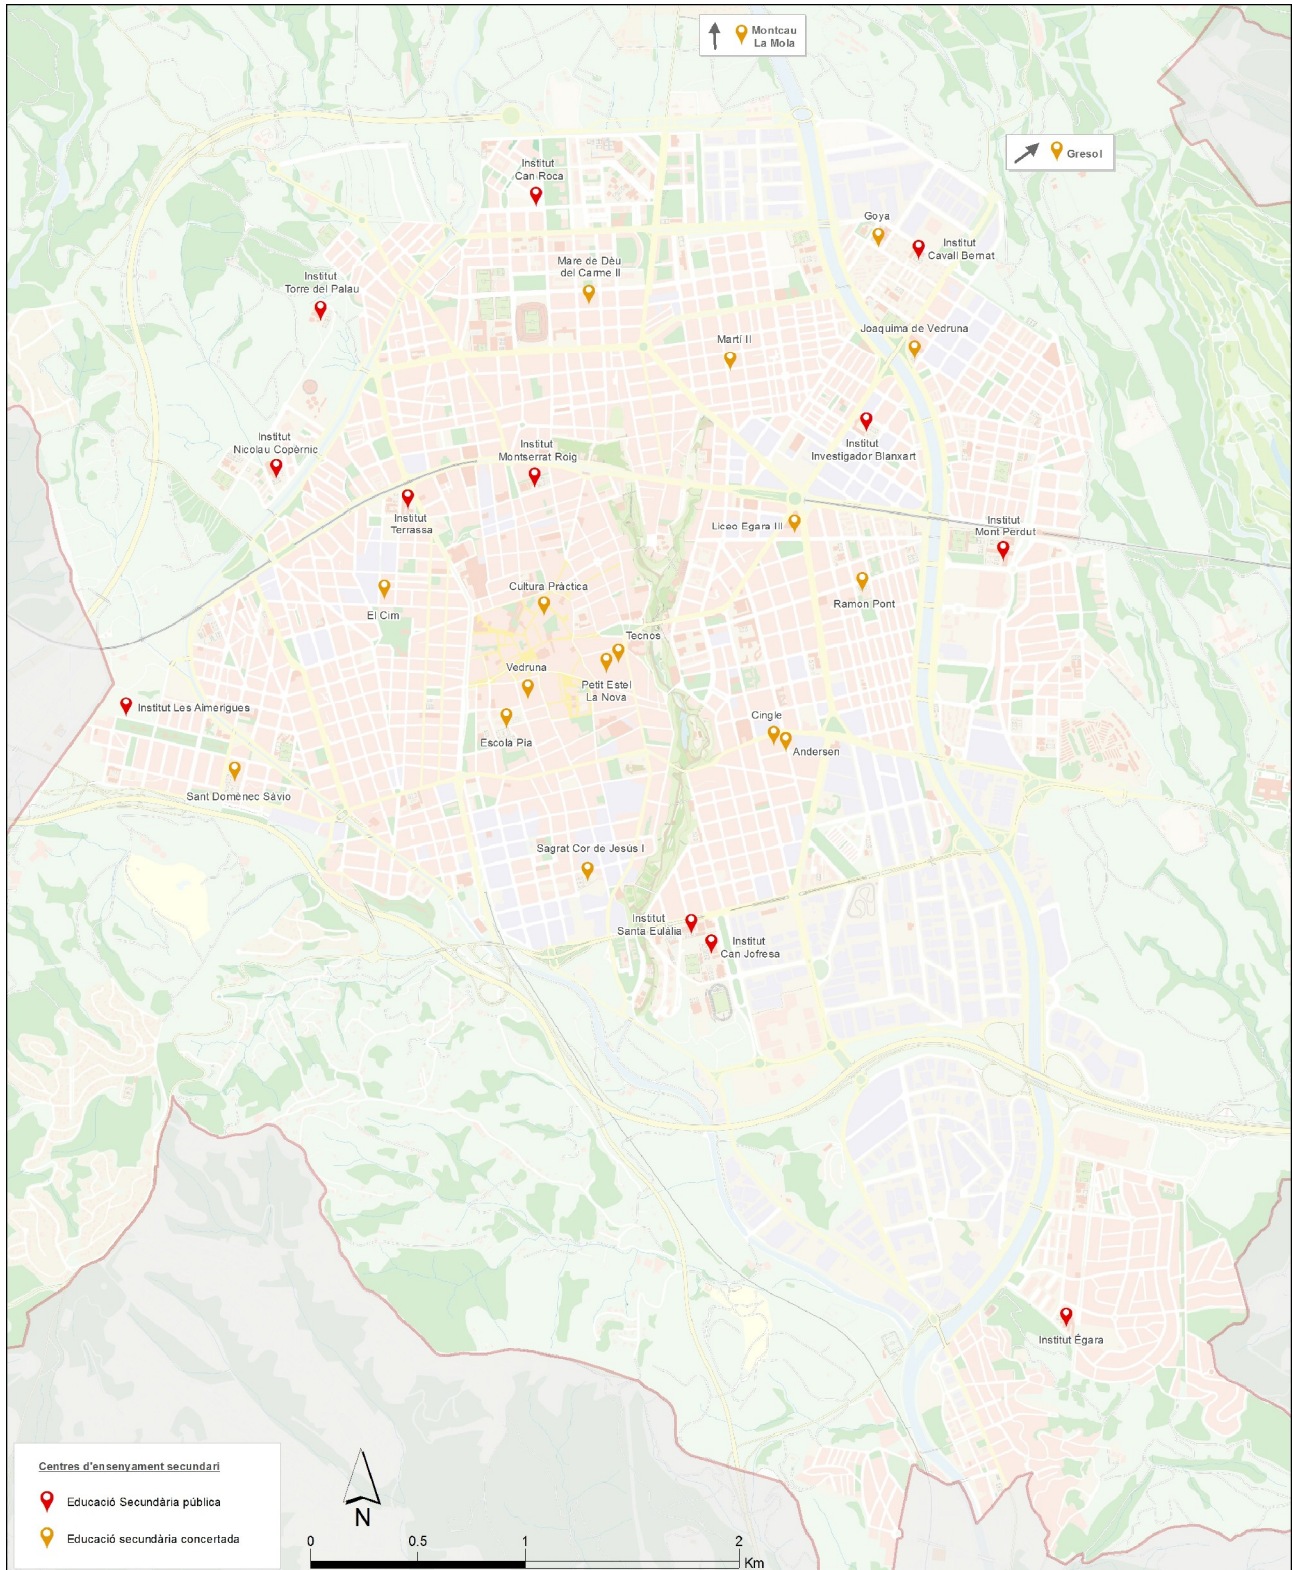 Montcau
La Mola
Gresol
Institut
Can Roca
Goya
Institut
Cavall Bernat
Mare de Dèu
del Carme II
Institut
Torre del Palau
Joaquima de Vedruna
Martí II
Institut
Nicolau Copèrnic
Institut
Montserrat Roig
Institut
Investigador Blanxart
Institut
Terrassa
Liceo Egara III
Institut
Mont Perdut
El Cim
Cultura Pràctica
Ramon Pont
Tecnos
Vedruna
Petit Estel
La Nova
Institut Les Aimerigues
Escola Pia
Cingle
Andersen
Sant Domènec Sàvio
Sagrat Cor de Jesús I
Institut
Santa Eulàlia
Institut
Can Jofresa
Institut Égara
Centres d'ensenyament secundari
Educació Secundària pública
Educació secundària concertada
N
0 0.5 1 2
Km